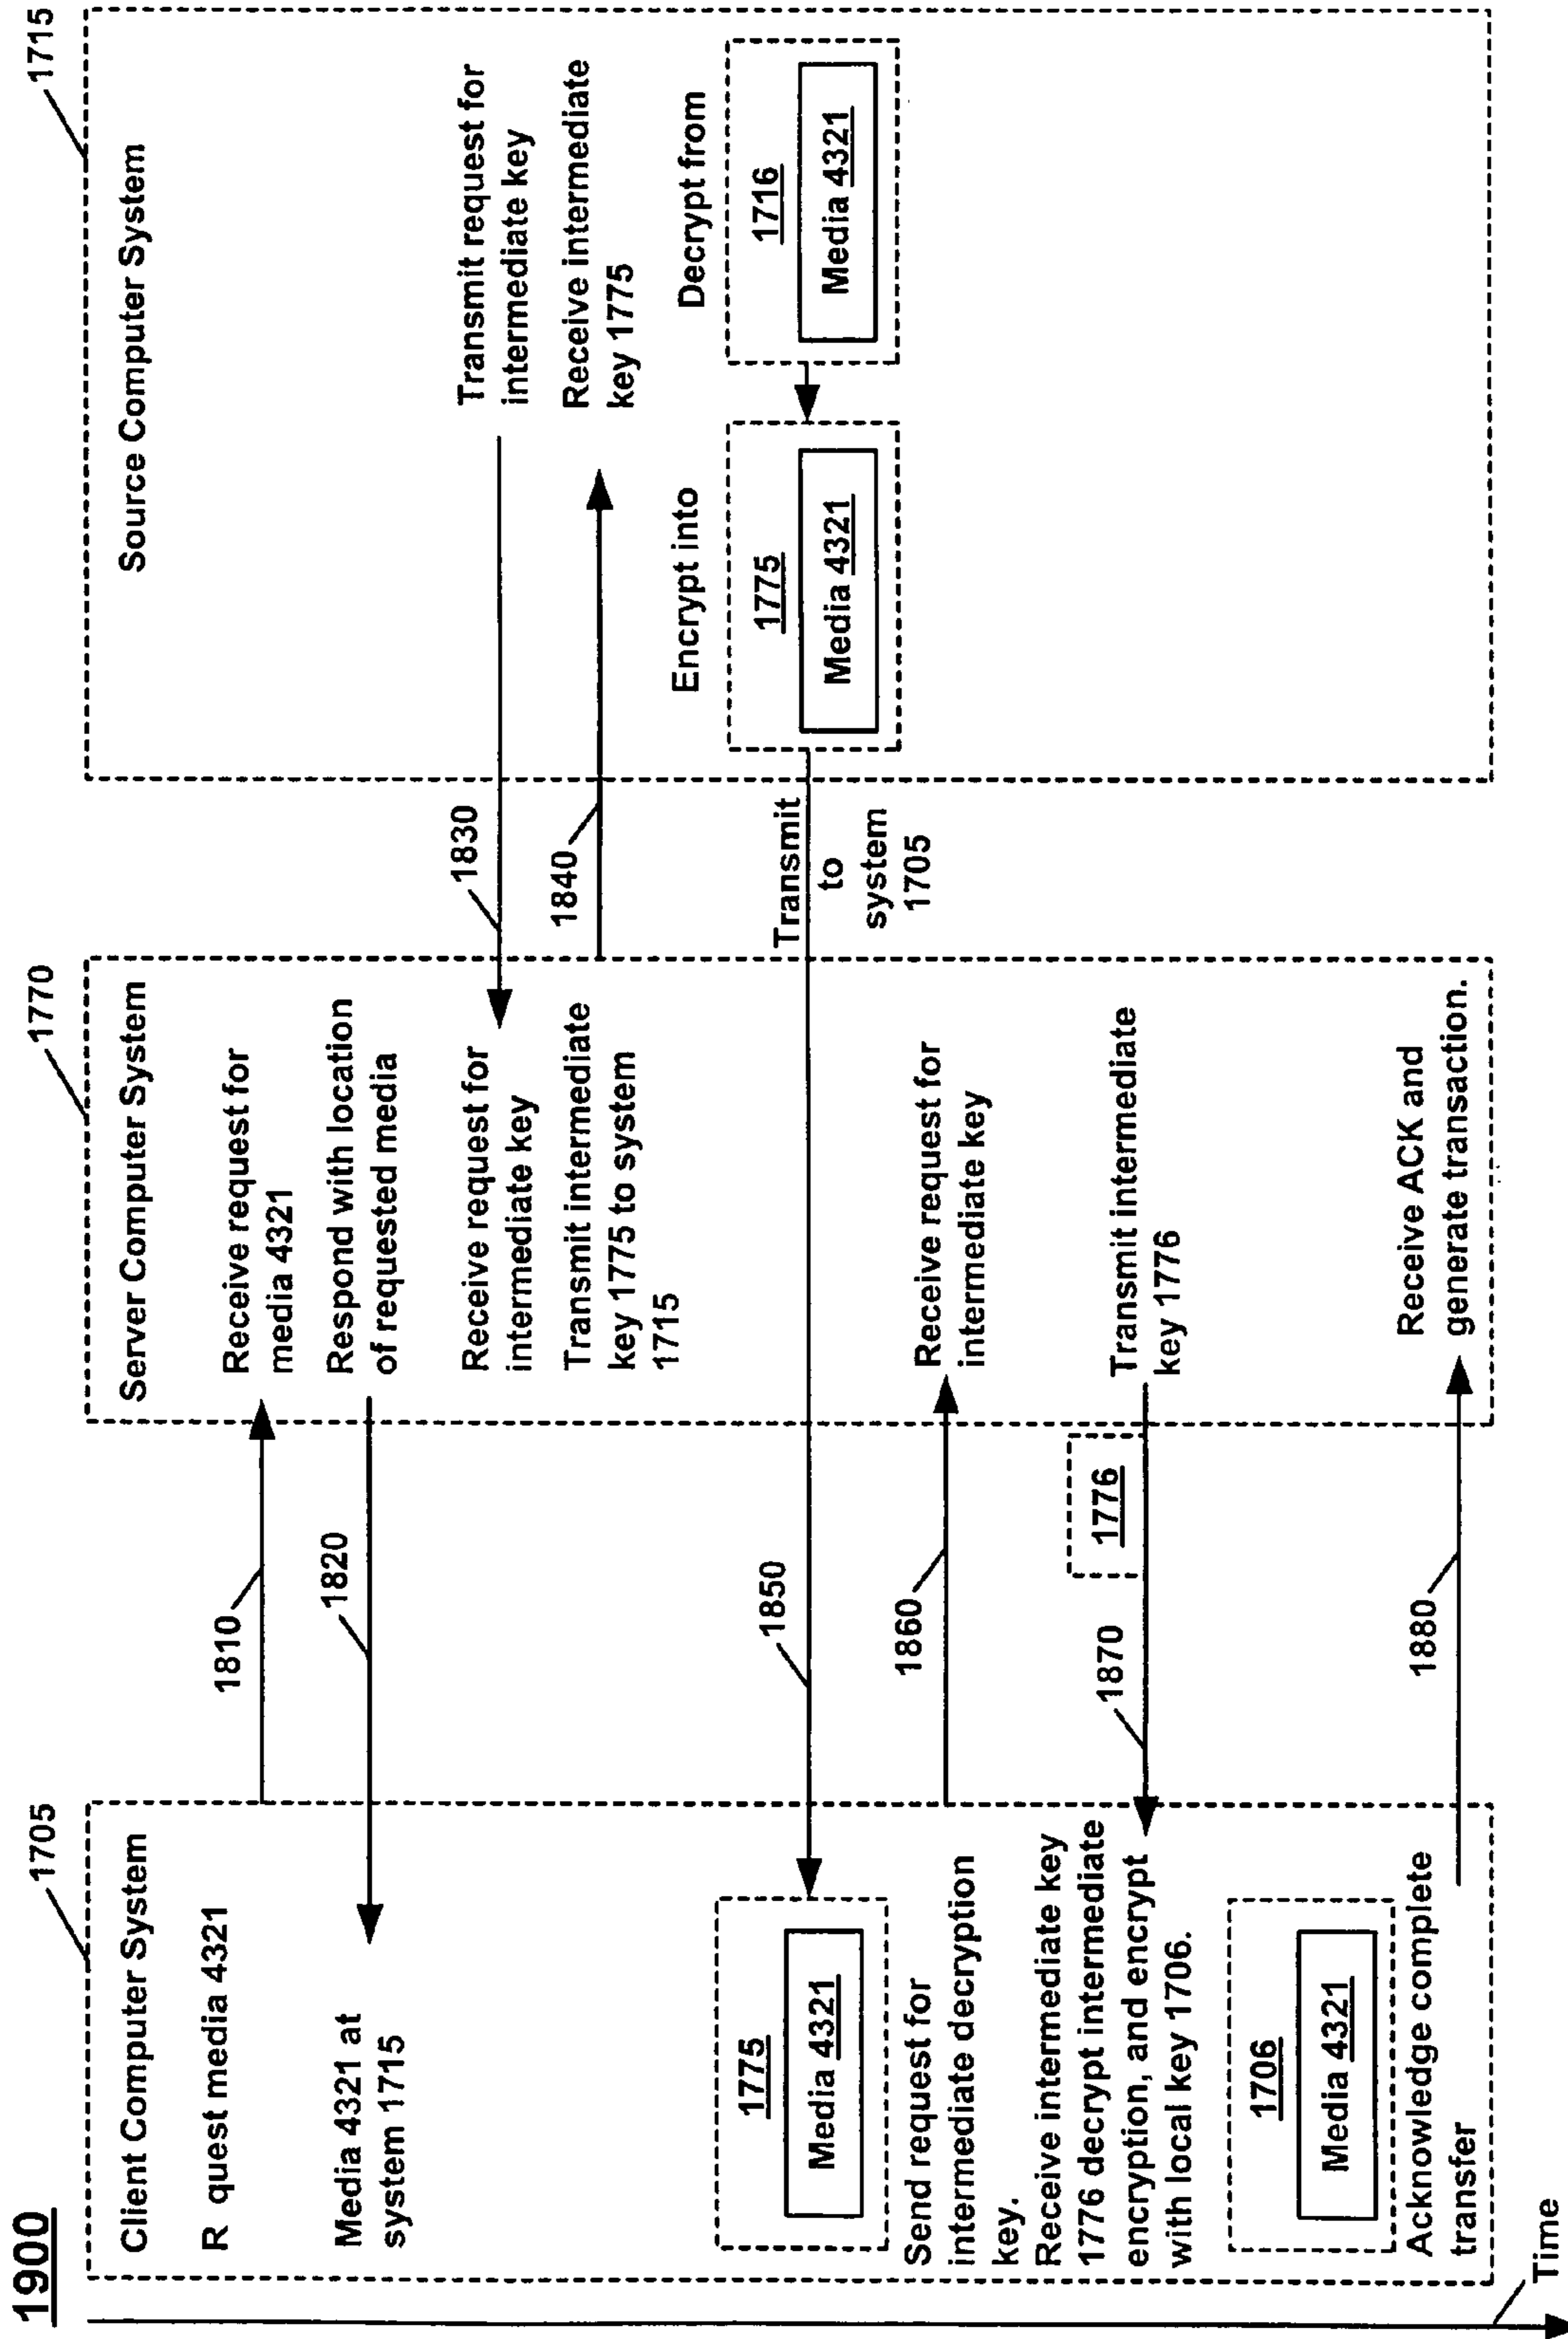 1900
1705
1770
1715
Client Computer System
Server Computer System
Source Computer System
R quest media 4321
1810
Receive request for
media 4321
Media 4321 at
system 1715
1820
Respond with location
of requested media
Receive request for
intermediate key
1830
Transmit request for
intermediate key
Transmit intermediate
key 1775 to system
1715
1840
Receive intermediate
key 1775
Decrypt from
1716
Media 4321
Encrypt into
1775
Media 4321
Transmit
to
system
1705
1850
1775
Media 4321
Send request for
intermediate decryption
key.
1860
Receive request for
intermediate key
Receive intermediate key
1776 decrypt intermediate
encryption, and encrypt
with local key 1706.
1870
1776
Transmit intermediate
key 1776
1706
Media 4321
Acknowledge complete
transfer
1880
Receive ACK and
generate transaction.
Time